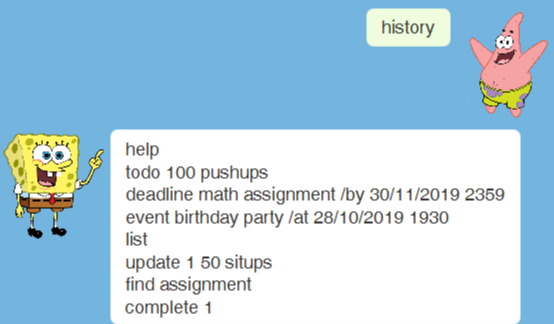 history
help
todo 100 pushups
deadline math assignment /by 30/11/2019 2359
event birthday party /at 28/10/2019 1930
list
update 1 50 situps
find assignment
complete 1